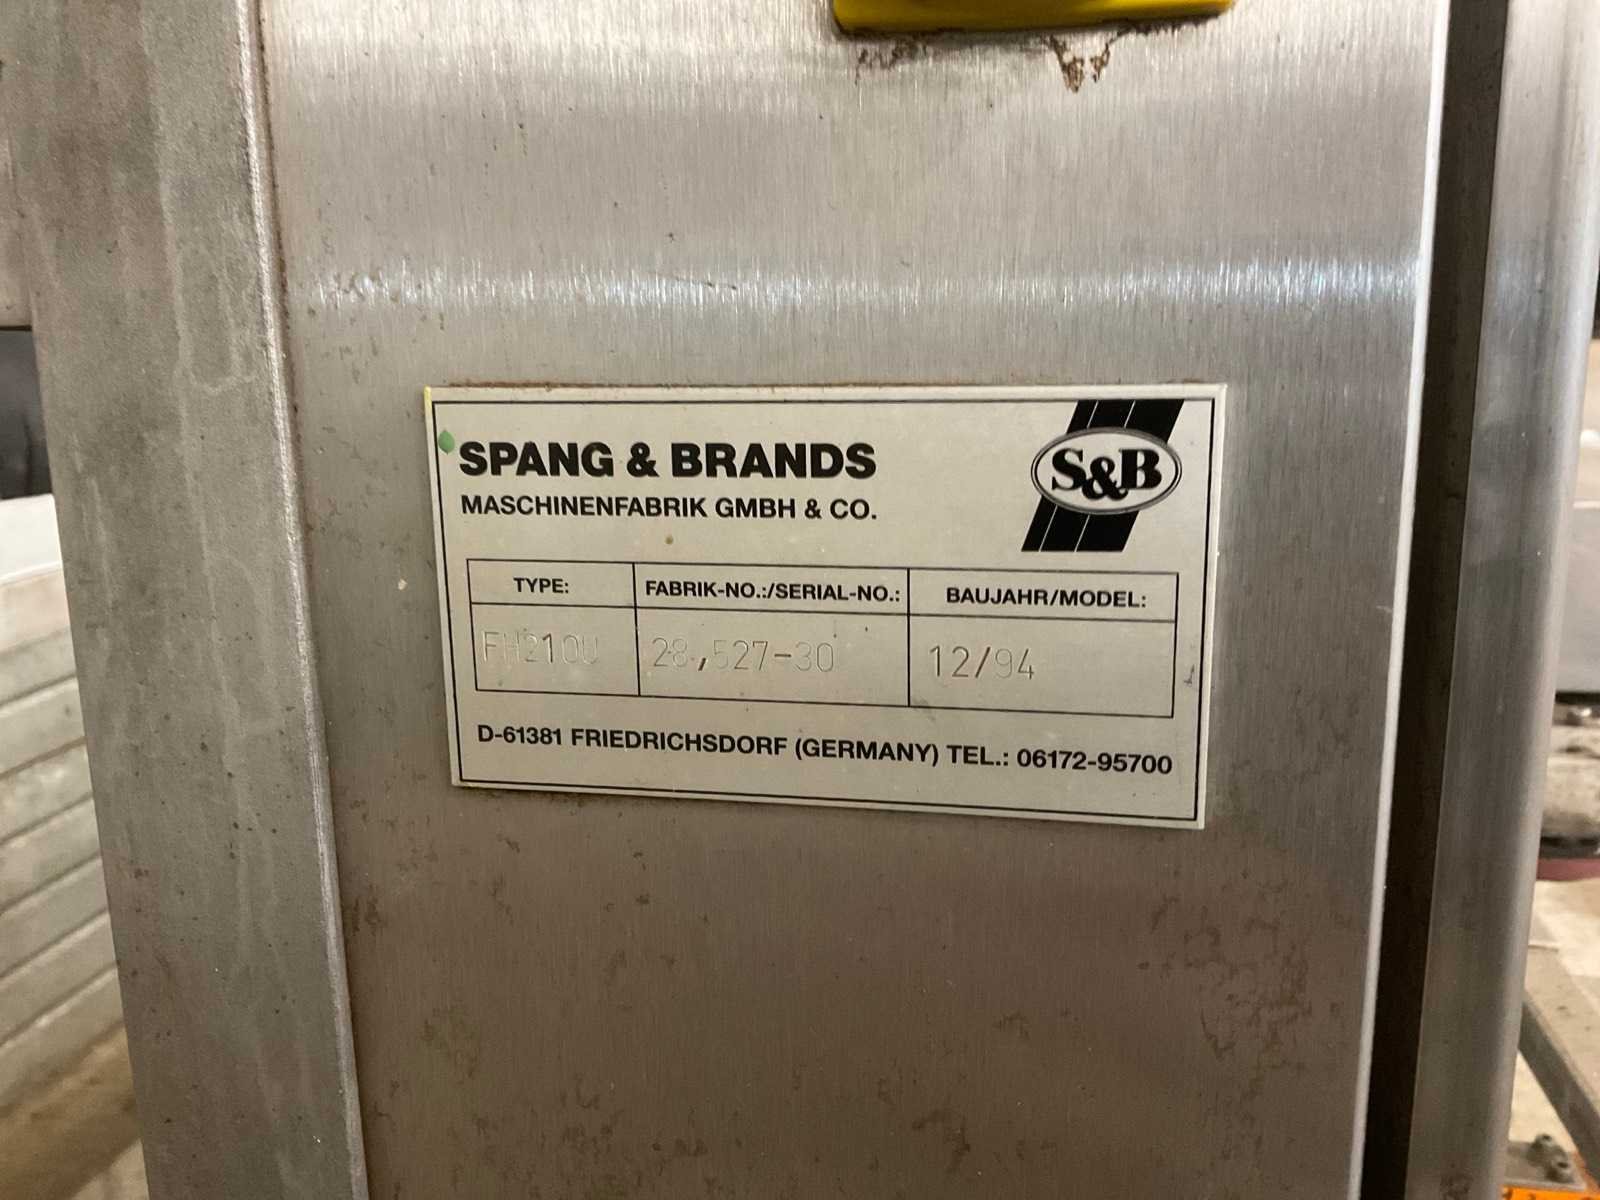 SPANG & BRANDS
MASCHINENFABRIK GMBH & CO.
S&B
TYPE: FABRIK-NO.:/SERIAL-NO.: BAUJAHR/MODEL:
FH210U 28,527-30 12/94
D-61381 FRIEDRICHSDORF (GERMANY) TEL.: 06172-95700